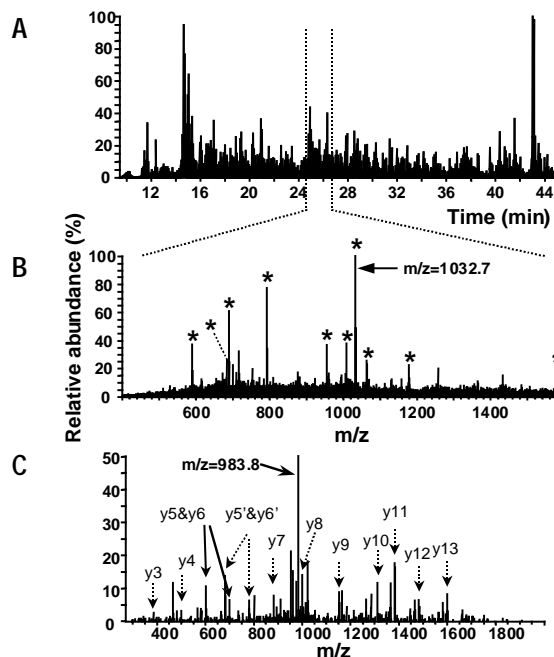 A
100
80
60
40
20
0
12 16 20 24 28 32 36 40 44
Time (min)
Relative abundance (%)
B
100
80
60
40
20
0
* * * * * * * * * *
m/z=1032.7
600 800 1000 1200 1400
m/z
C
50
40
30
20
10
0
m/z=983.8
y3 y4 y5&y6 y5'&y6' y7 y8 y9 y10 y11 y12 y13
400 600 800 1000 1200 1400 1600 1800
m/z